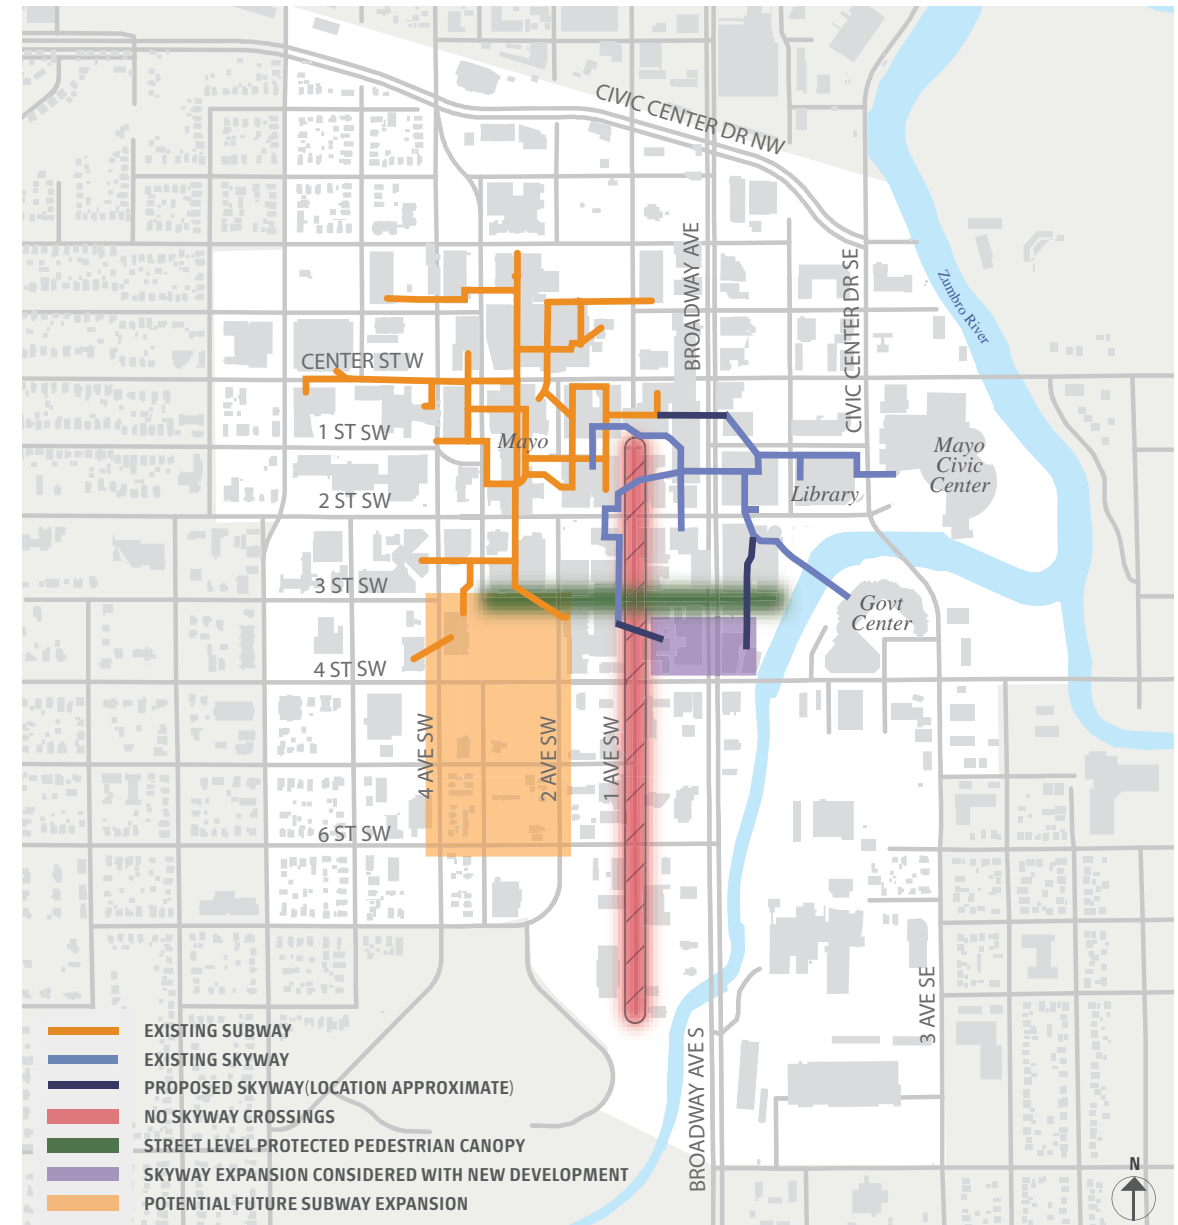 CIVIC CENTER DR NW
BROADWAY AVE
CIVIC CENTER DR SE
Zumbro River
CENTER ST W
1 ST SW
Mayo
Mayo
Civic
Center
2 ST SW
Library
3 ST SW
Govt
Center
4 ST SW
4 AVE SW
2 AVE SW
1 AVE SW
6 ST SW
3 AVE SE
BROADWAY AVE S
EXISTING SUBWAY
EXISTING SKYWAY
PROPOSED SKYWAY(LOCATION APPROXIMATE)
NO SKYWAY CROSSINGS
STREET LEVEL PROTECTED PEDESTRIAN CANOPY
SKYWAY EXPANSION CONSIDERED WITH NEW DEVELOPMENT
POTENTIAL FUTURE SUBWAY EXPANSION
N